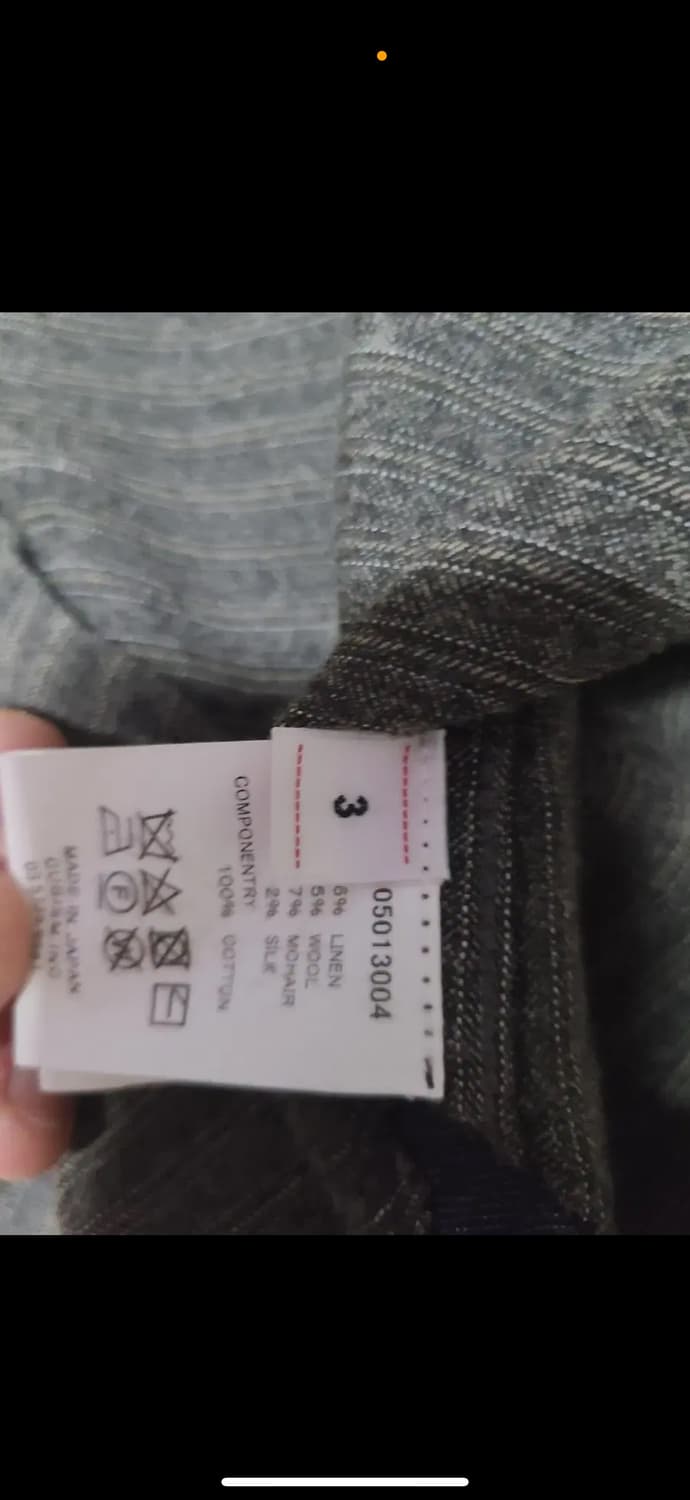 3
05013004
6% LINEN
5% WOOL
7% MOHAIR
2% SILK
COMPONENTRY
100% COTTON
F
MADE IN JAPAN